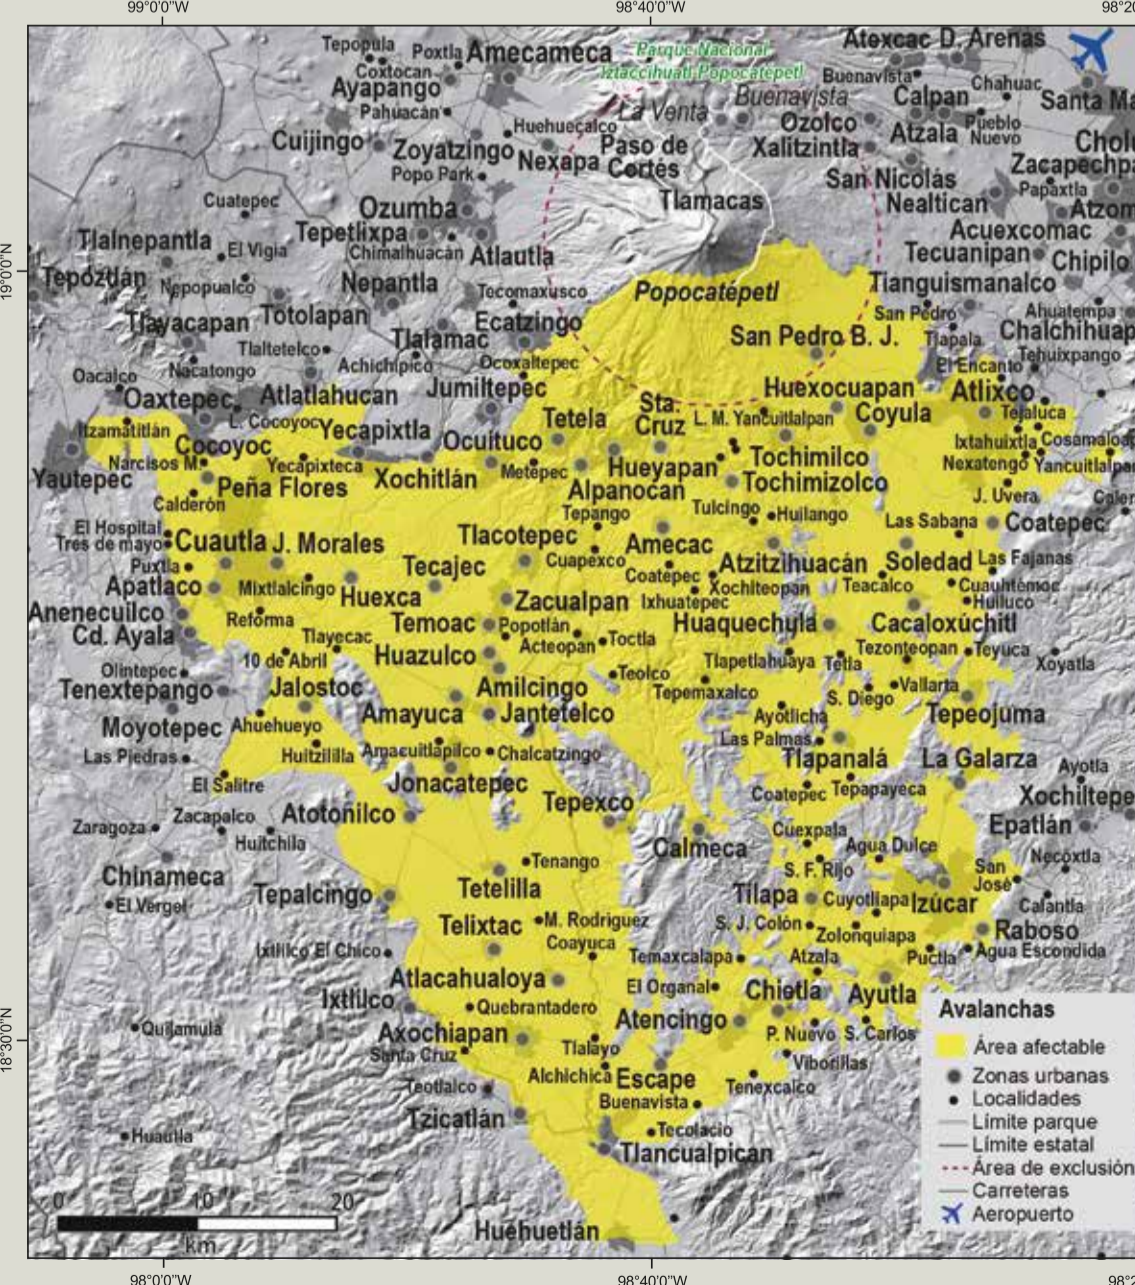 99°0'0"W 98°40'0"W 98°20
Tepopula Poxtla Amecameca
"Parque Nacional"
Iztaccíhuatl Popocatépetl
Atexcac D. Arenas
Coxtocan
Ayapango
Pahuacán
La Venta
Buenavista
Buenavista
Calpan
Chahuac
Santa Ma
Cuijingo
Zoyatzingo
Huehuecalco
Nexapa
Paso de
Cortés
Ozolco
Xalitzintla
Atzala
Pueblo
Nuevo
Cholu
Zacapechpa
Popo Park
San Nicolás
Papaxtla
Cuatepec
Ozumba
Tlamacas
Nealtican
Atzom
Tlalnepantla
El Vigia
Tepetlixpa
Chimalhuacán
Atlautla
Acuexcomac
Tecuanipan
Chipilo
19°0'0"N
Tepoztlán
Nepopualco
Nepantla
Tecomaxusco
Popocatépetl
Tianguismanalco
Tlayacapan
Totolapan
Ecatzingo
San Pedro
Ahuatempa
Tlaltetelco
Tlalamac
San Pedro B. J.
Tlapala
Chalchihuap
Nacatongo
Achichipico
Ocoxaltepec
El Encanto
Tehuixpango
Oacalco
Oaxtepec
Atlatlahucan
Jumiltepec
Huexocuapan
Atlixco
Itzamatitlán
L. Cocoyoc
Yecapixtla
Tetela
Sta.
Cruz
L. M. Yancuitlalpan
Coyula
Tejaluca
Cocoyoc
Ocuituco
Ixtahuixtla
Cosamaloa
Narcisos M.
Yecapixteca
Metepec
Hueyapan
Tochimilco
Nexatengo
Yancuitlalpan
Yautepec
Peña Flores
Xochitlán
Alpanocan
Tochimizolco
J. Uvera
Calderón
Tepango
Tulcingo
Huilango
Las Sabana
Coatepec
El Hospital
Tres de mayo
Cuautla
J. Morales
Tlacotepec
Amecac
Puxtla
Tecajec
Cuapexco
Coatepec
Atzitzihuacán
Soledad
Las Fajanas
Apatlaco
Mixtlalcingo
Huexca
Zacualpan
Ixhuatepec
Xochiteopan
Teacalco
Cuauhtémoc
Huiluco
Anenecuilco
Reforma
Temoac
Popotlán
Huaquechula
Cacaloxúchitl
Cd. Ayala
Tlayecac
Acteopan
Toctla
10 de Abril
Huazulco
Tlapetlahuaya
Tetla
Tezonteopan
Teyuca
Xoyatla
Olintepec
Teolco
Tenextepango
Jalostoc
Amilcingo
Tepemaxalco
S. Diego
Vallarta
Moyotepec
Ahuehueyo
Amayuca
Jantetelco
Ayotlicha
Tepeojuma
Las Piedras
Huitzililla
Amacuitlapilco
Chalcatzingo
Las Palmas
Tlapanalá
La Galarza
Ayotla
El Salitre
Jonacatepec
Coatepec
Tepapayeca
Xochiltepe
Zacapalco
Atotoñilco
Tepexco
Cuexpala
Epatlán
Zaragoza
Huitchila
Calmeca
Agua Dulce
Necoxtla
Chinameca
Tenango
S. F. Rijo
San
José
Tepalcingo
Tetelilla
Tilapa
Cuyotliapa
Izúcar
Calantla
El Vergel
Telixtac
M. Rodriguez
S. J. Colón
Zolonquiapa
Raboso
Ixtlilco El Chico
Coayuca
Temaxcalapa
Atzala
Puctla
Agua Escondida
Atlacahualoya
El Organal
Chietla
Ayutla
Ixtlilco
Quebrantadero
Atencingo
18°30'0"N
Quilamula
Axochiapan
Tlalayo
P. Nuevo
S. Carlos
Santa Cruz
Viborillas
Teotlalco
Alchichica
Escape
Tenexcalco
Tzicatlán
Buenavista
Huautla
Tecolacio
Tlancualpican
Huehuetlán
Avalanchas
Área afectable
Zonas urbanas
Localidades
Límite parque
Límite estatal
Área de exclusión
Carreteras
Aeropuerto
0 10 20
km
98°0'0"W 98°40'0"W